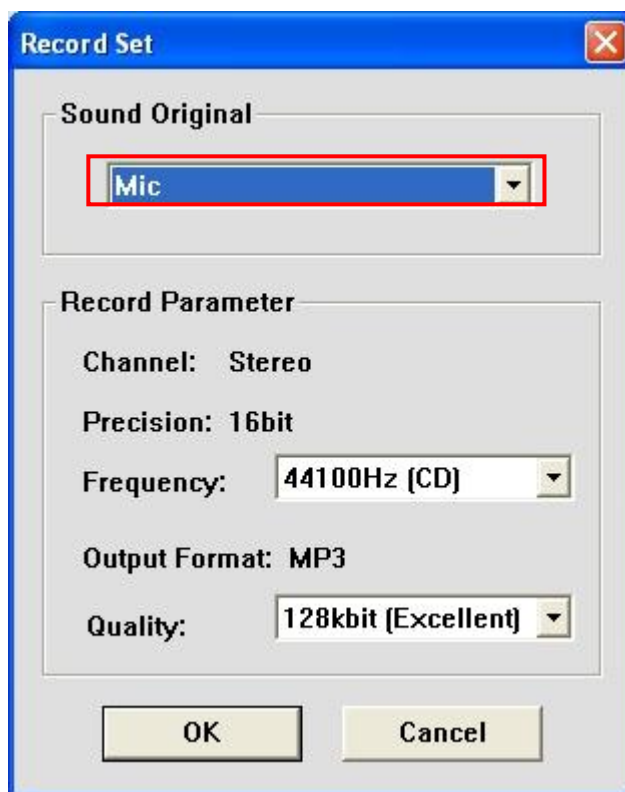 Record Set
Sound Original
Mic
Record Parameter
Channel: Stereo
Precision: 16bit
Frequency: 44100Hz (CD)
Output Format: MP3
Quality: 128kbit (Excellent)
OK Cancel